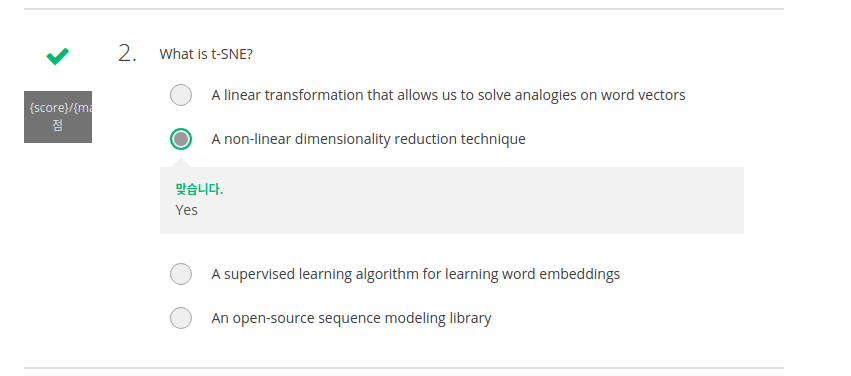 2. What is t-SNE?
{score}/{ma
점
A linear transformation that allows us to solve analogies on word vectors
A non-linear dimensionality reduction technique
맞습니다.
Yes
A supervised learning algorithm for learning word embeddings
An open-source sequence modeling library